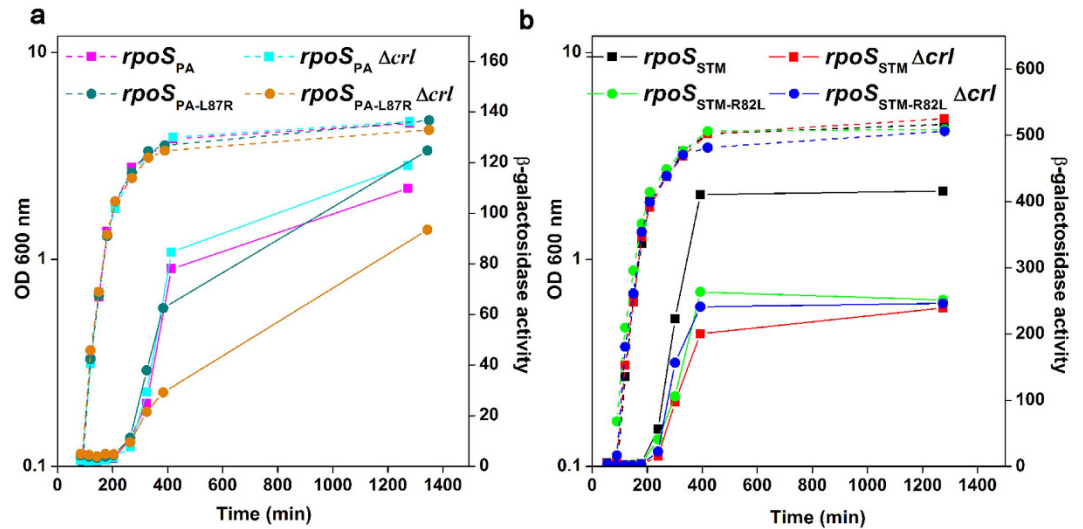 a
rpoSPA
rpoSPA Δcrl
rpoSPA-L87R
rpoSPA-L87R Δcrl
OD 600 nm
10
1
0.1
0 200 400 600 800 1000 1200 1400
Time (min)
160
140
120
100
80
60
40
20
0
β-galactosidase activity
b
rpoSSTM
rpoSSTM Δcrl
rpoSSTM-R82L
rpoSSTM-R82L Δcrl
OD 600 nm
10
1
0.1
0 200 400 600 800 1000 1200 1400
Time (min)
600
500
400
300
200
100
0
β-galactosidase activity